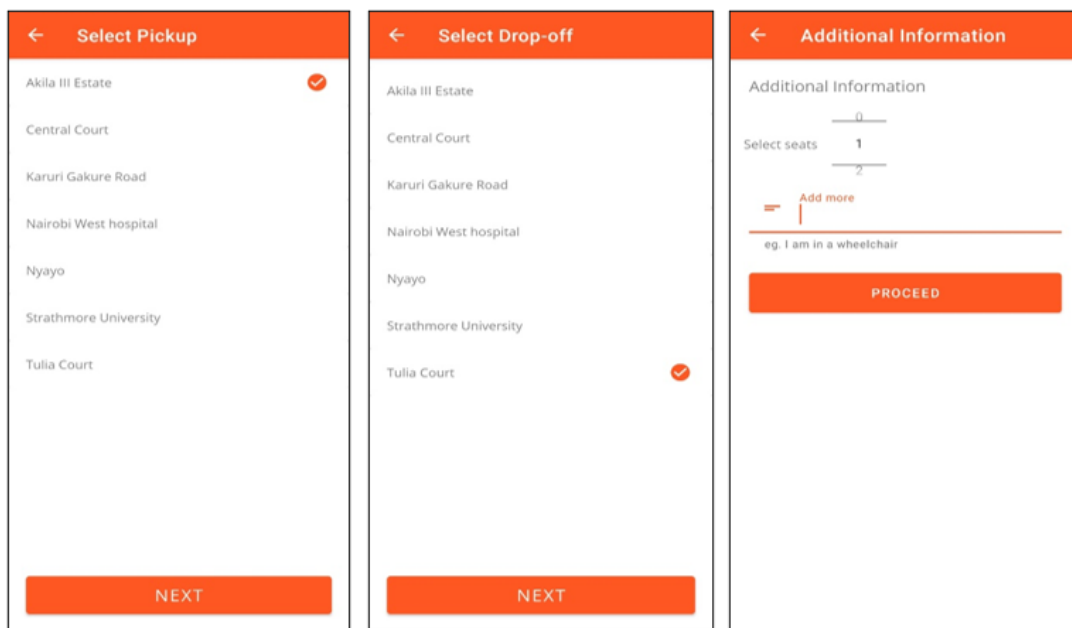 Select Pickup
Akila III Estate
Central Court
Karuri Gakure Road
Nairobi West hospital
Nyayo
Strathmore University
Tulia Court
NEXT
Select Drop-off
Akila III Estate
Central Court
Karuri Gakure Road
Nairobi West hospital
Nyayo
Strathmore University
Tulia Court
NEXT
Additional Information
Additional Information
0
Select seats 1
2
Add more
eg. I am in a wheelchair
PROCEED